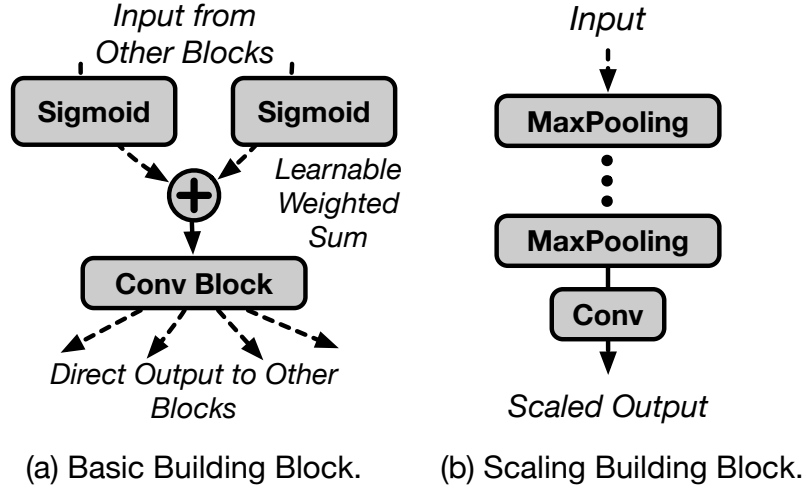 Input from
Other Blocks
Sigmoid
Sigmoid
Learnable
Weighted
Sum
Conv Block
Direct Output to Other
Blocks
(a) Basic Building Block.
Input
MaxPooling
MaxPooling
Conv
Scaled Output
(b) Scaling Building Block.